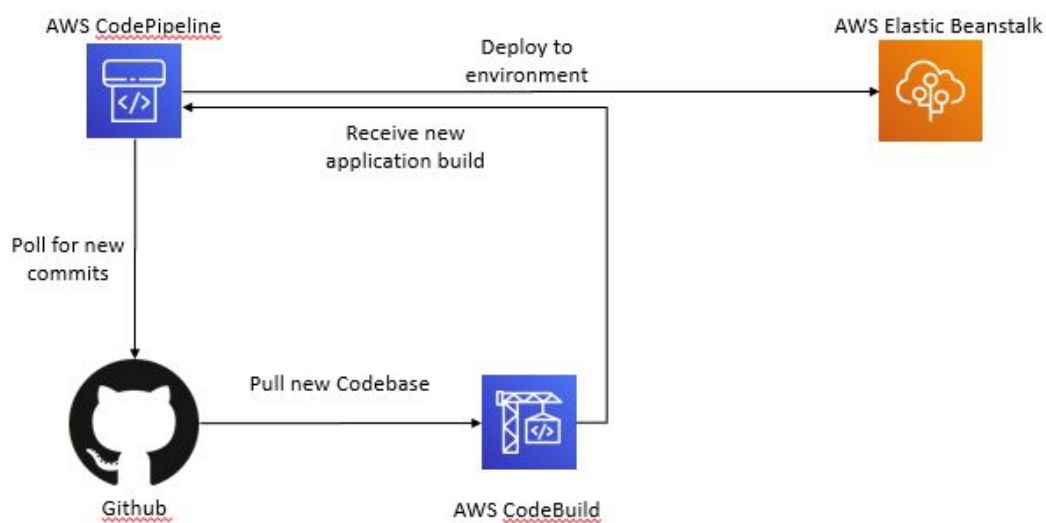 AWS CodePipeline
AWS Elastic Beanstalk
Deploy to
environment
</>
Receive new
application build
Poll for new
commits
Pull new Codebase
</>
Github
AWS CodeBuild